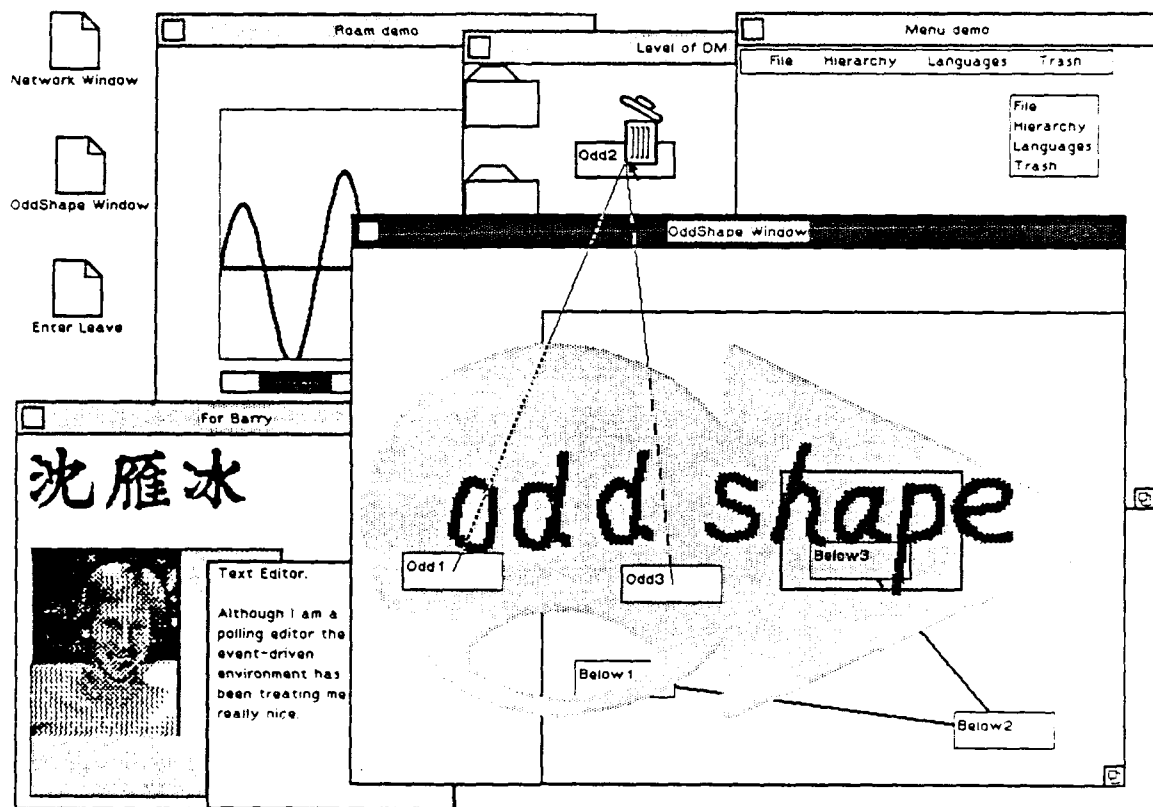 Roam demo
Level of DM
Menu demo
File Hierarchy Languages Trash
Network Window
File
Hierarchy
Languages
Trash
Odd2
OddShape Window
OddShape Window
Enter Leave
For Barry
沈雁冰
odd shape
Odd1
Odd3
Below3
Text Editor.
Although I am a
polling editor the
event-driven
environment has
been treating me
really nice.
Below1
Below2